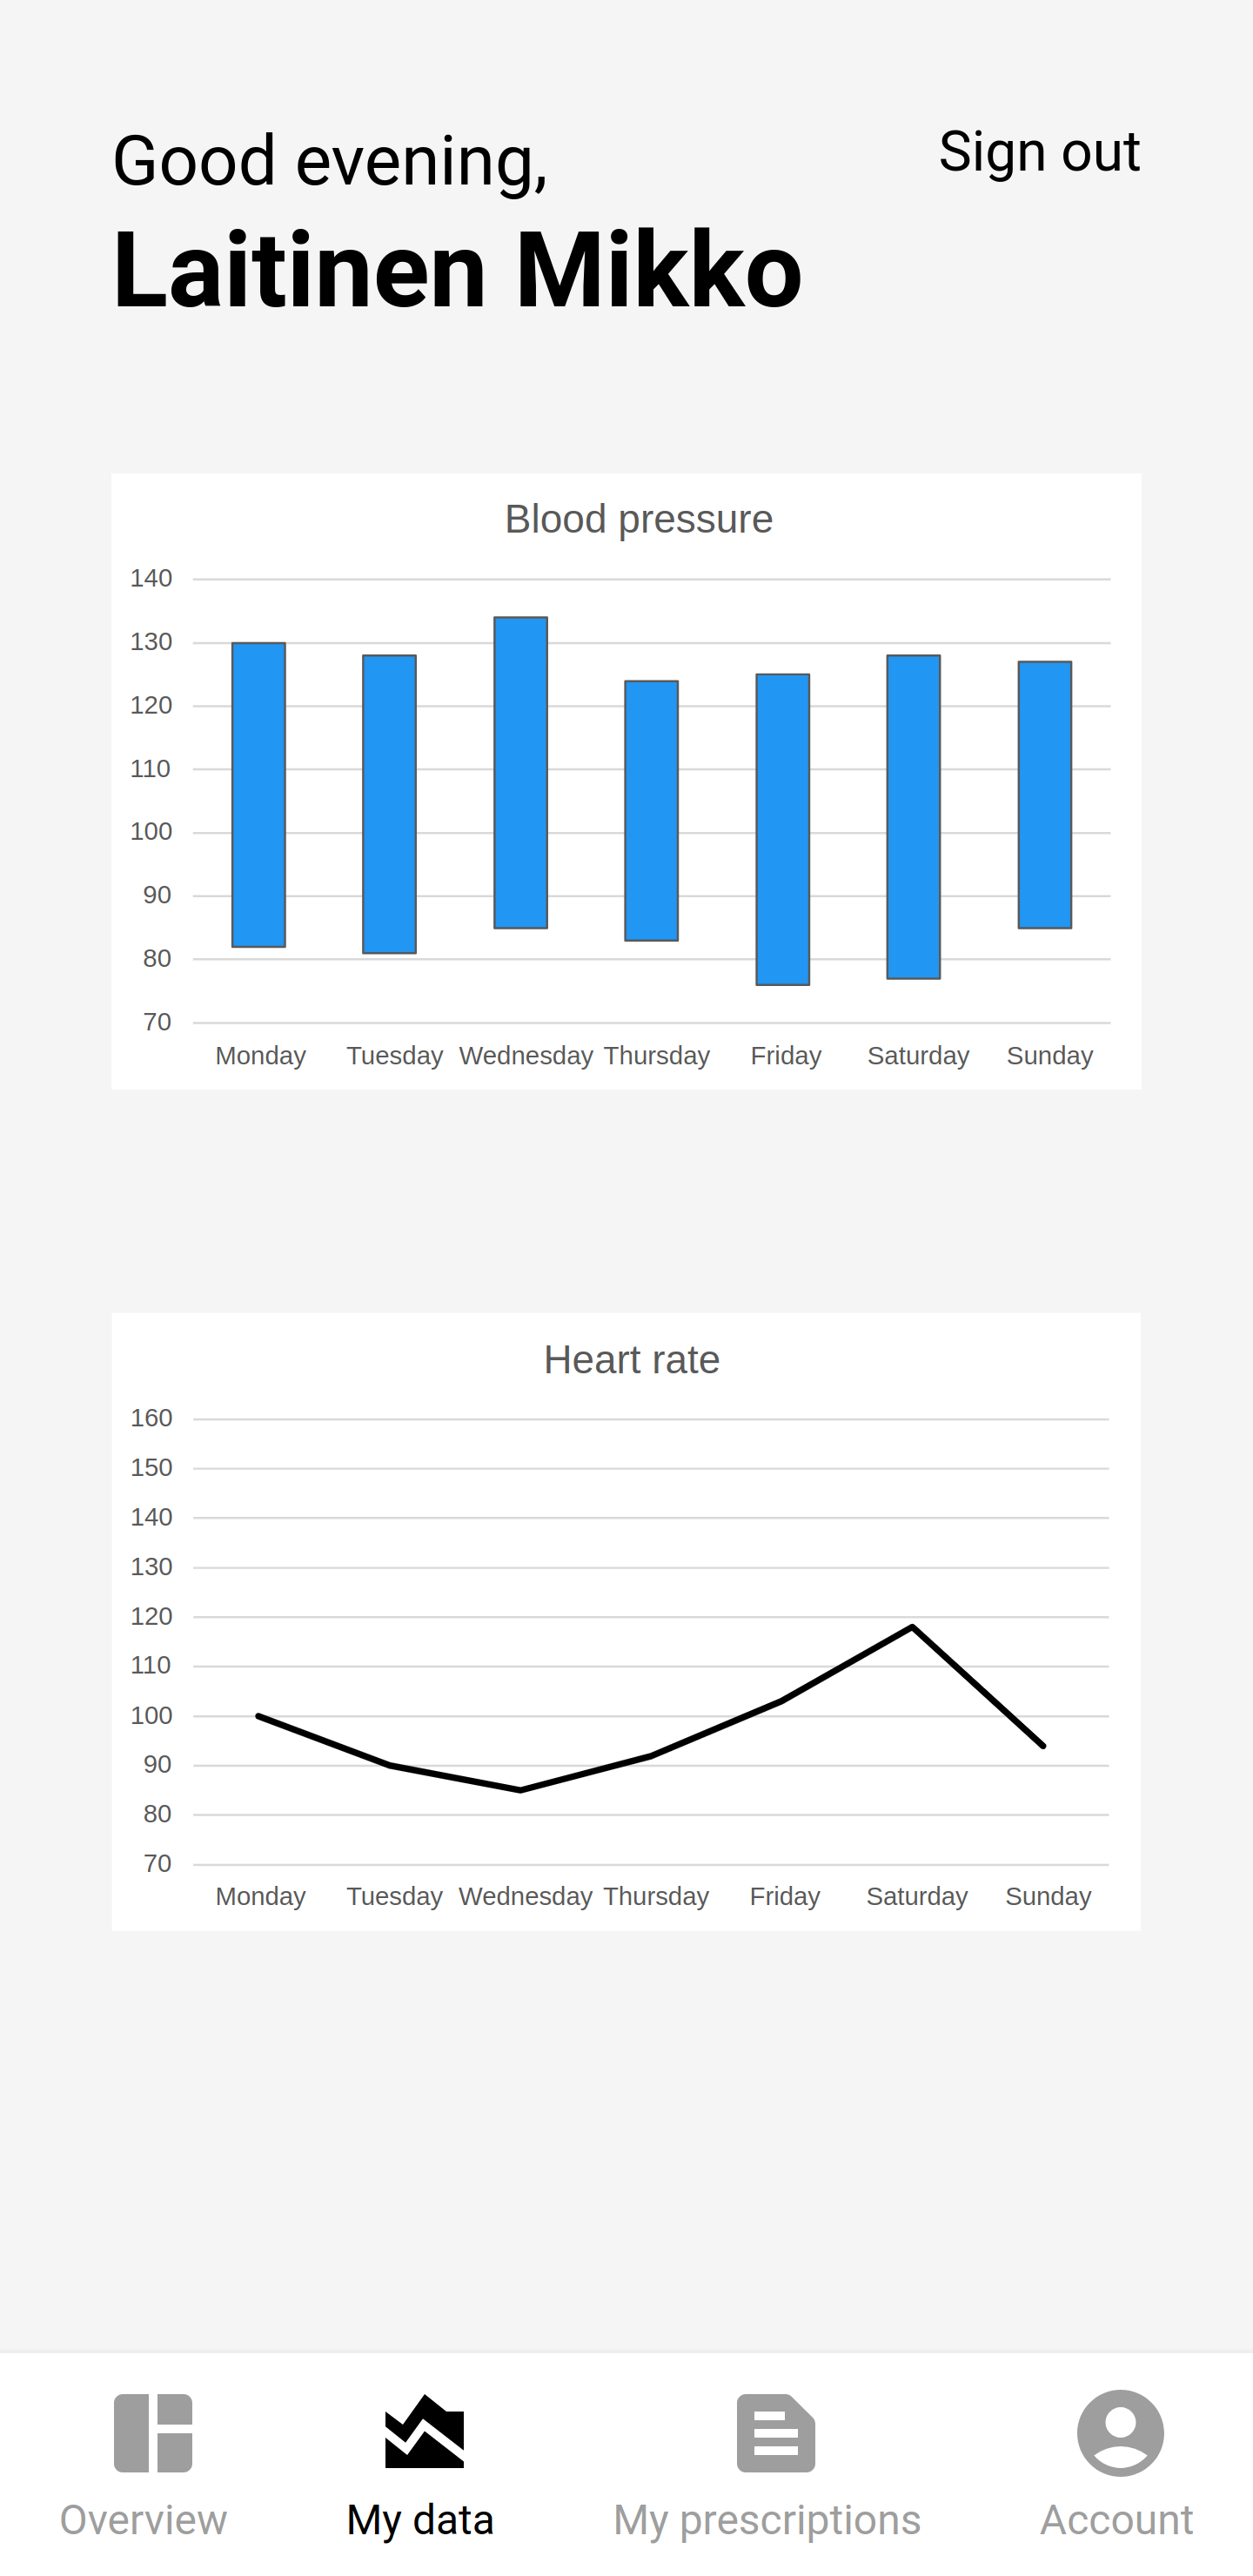 Good evening,
Sign out
Laitinen Mikko
Blood pressure
140
130
120
110
100
90
80
70
Monday Tuesday Wednesday Thursday Friday Saturday Sunday
Heart rate
160
150
140
130
120
110
100
90
80
70
Monday Tuesday Wednesday Thursday Friday Saturday Sunday
Overview My data My prescriptions Account